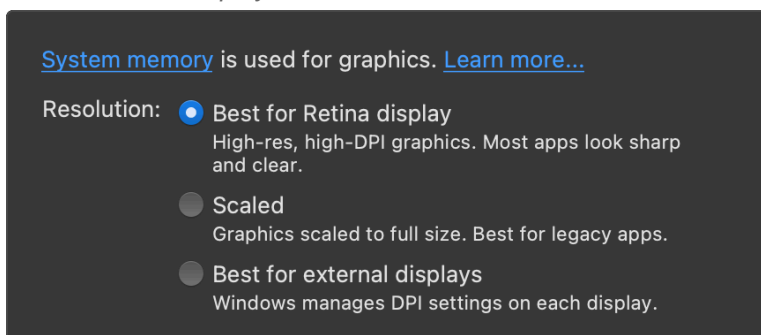 System memory is used for graphics. Learn more...
Resolution: Best for Retina display
High-res, high-DPI graphics. Most apps look sharp
and clear.
Scaled
Graphics scaled to full size. Best for legacy apps.
Best for external displays
Windows manages DPI settings on each display.